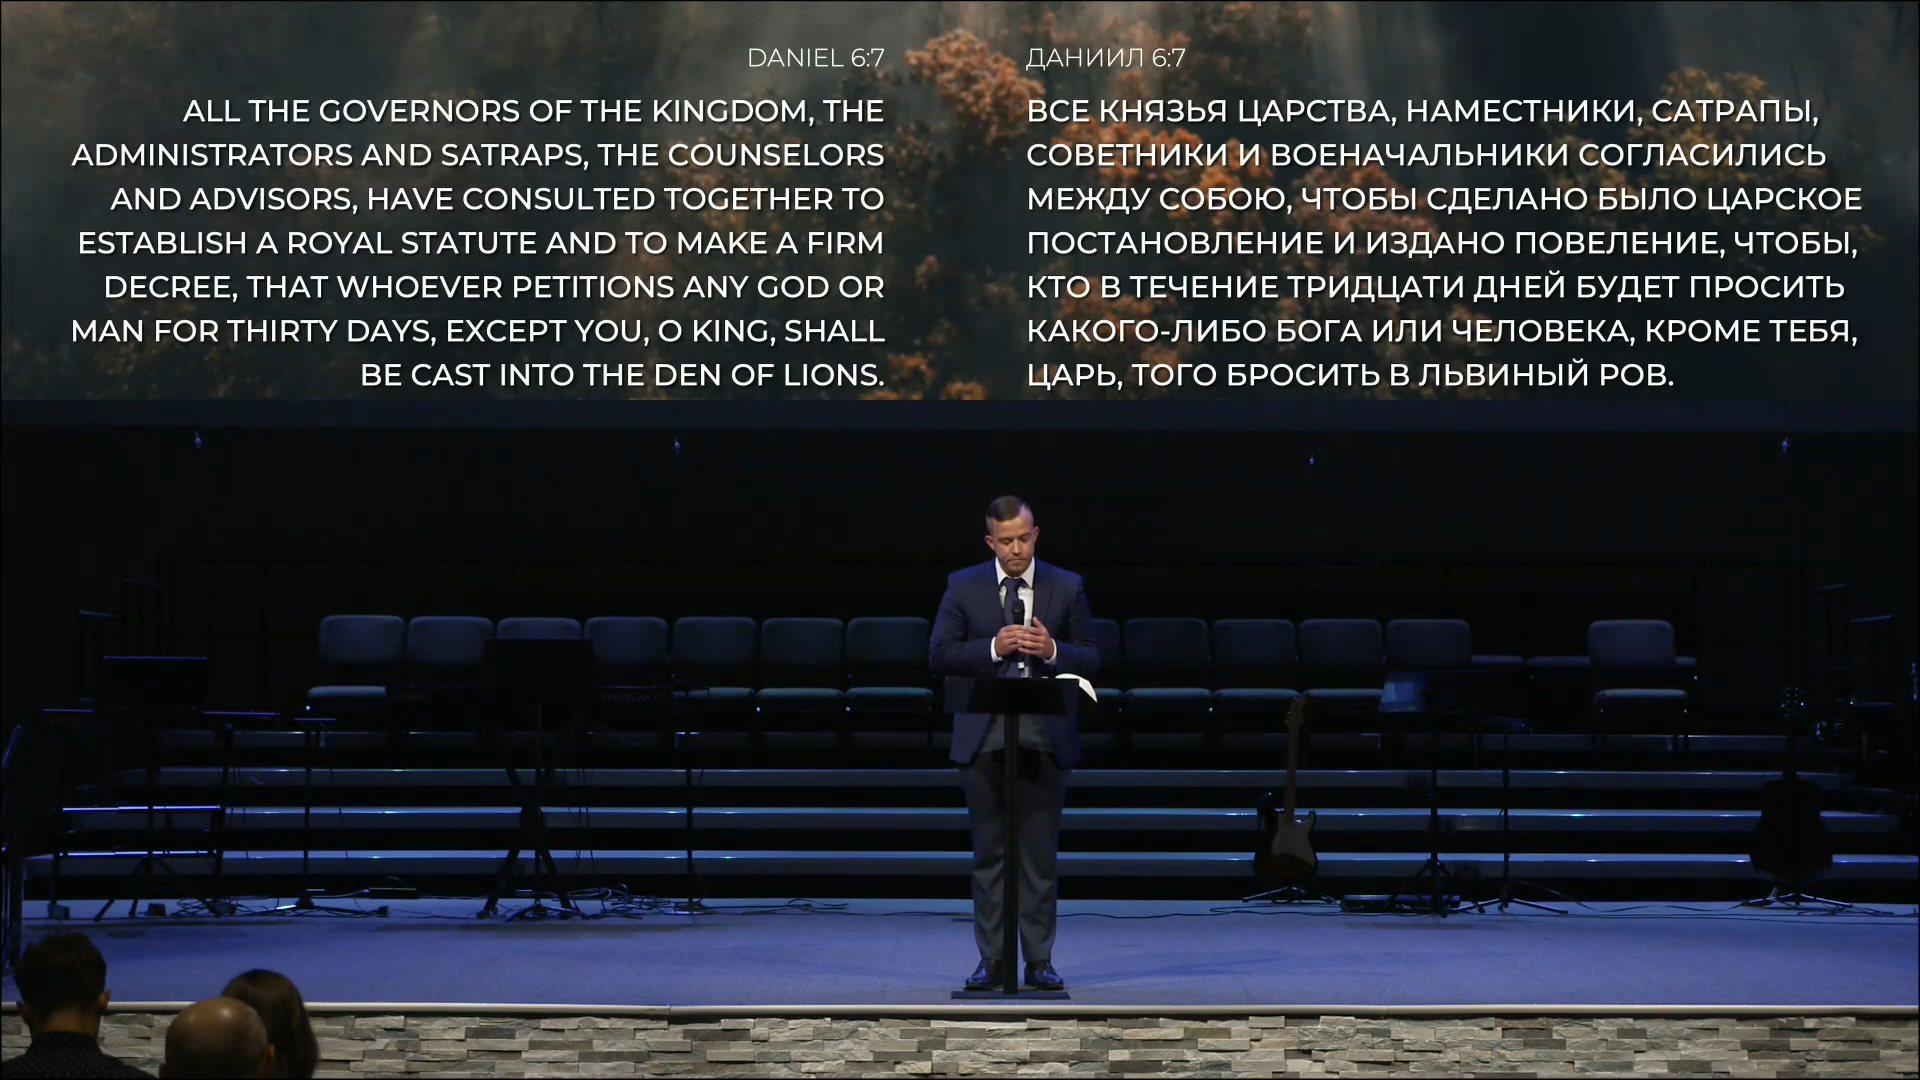 DANIEL 6:7
ALL THE GOVERNORS OF THE KINGDOM, THE
ADMINISTRATORS AND SATRAPS, THE COUNSELORS
AND ADVISORS, HAVE CONSULTED TOGETHER TO
ESTABLISH A ROYAL STATUTE AND TO MAKE A FIRM
DECREE, THAT WHOEVER PETITIONS ANY GOD OR
MAN FOR THIRTY DAYS, EXCEPT YOU, O KING, SHALL
BE CAST INTO THE DEN OF LIONS.
ДАНИИЛ 6:7
ВСЕ КНЯЗЬЯ ЦАРСТВА, НАМЕСТНИКИ, САТРАПЫ,
СОВЕТНИКИ И ВОЕНАЧАЛЬНИКИ СОГЛАСИЛИСЬ
МЕЖДУ СОБОЮ, ЧТОБЫ СДЕЛАНО БЫЛО ЦАРСКОЕ
ПОСТАНОВЛЕНИЕ И ИЗДАНО ПОВЕЛЕНИЕ, ЧТОБЫ,
КТО В ТЕЧЕНИЕ ТРИДЦАТИ ДНЕЙ БУДЕТ ПРОСИТЬ
КАКОГО-ЛИБО БОГА ИЛИ ЧЕЛОВЕКА, КРОМЕ ТЕБЯ,
ЦАРЬ, ТОГО БРОСИТЬ В ЛЬВИНЫЙ РОВ.